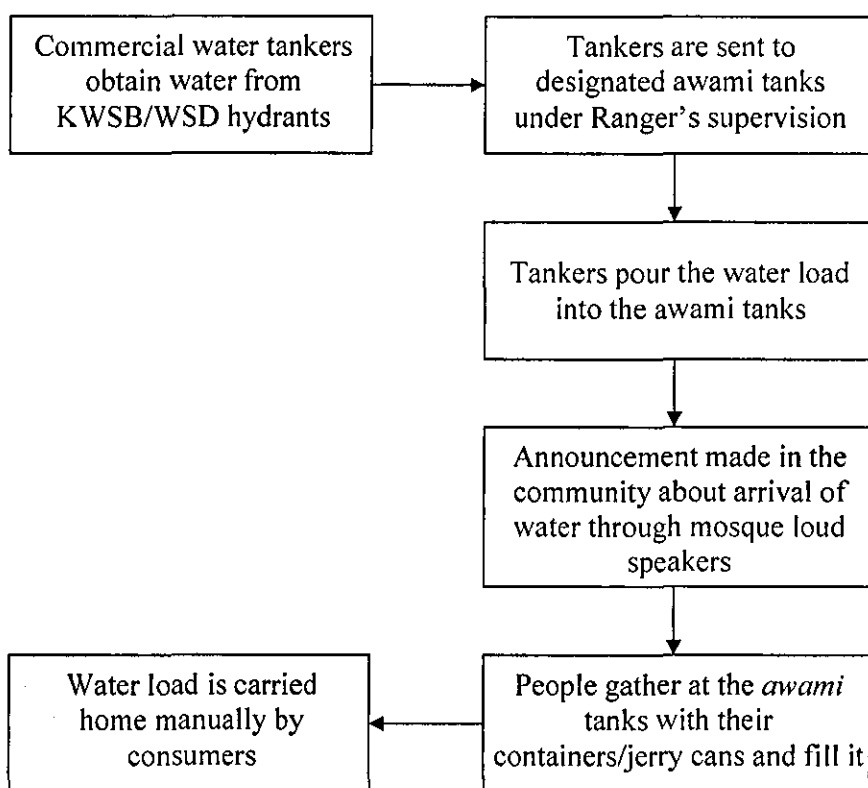 Commercial water tankers
obtain water from
KWSB/WSD hydrants
Tankers are sent to
designated awami tanks
under Ranger's supervision
Tankers pour the water load
into the awami tanks
Announcement made in the
community about arrival of
water through mosque loud
speakers
People gather at the awami
tanks with their
containers/jerry cans and fill it
Water load is carried
home manually by
consumers